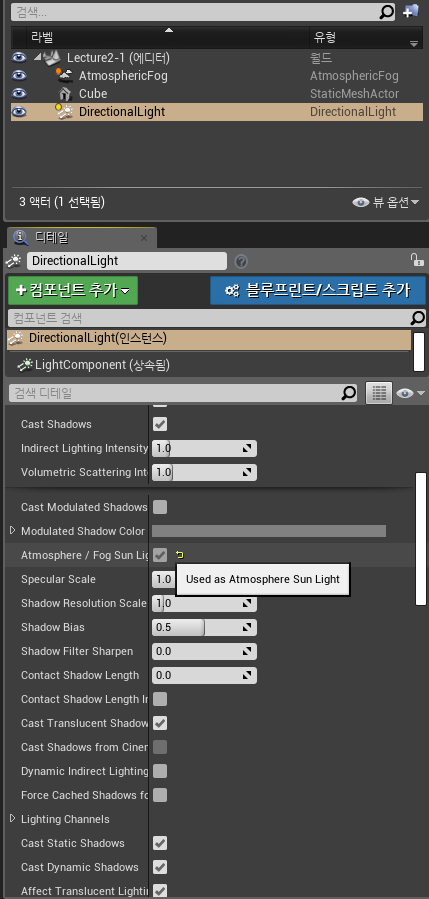 검색...
라벨 유형
Lecture2-1 (에디터) 월드
AtmosphericFog AtmosphericFog
Cube StaticMeshActor
DirectionalLight DirectionalLight
3 액터 (1 선택됨) 뷰 옵션
디테일
DirectionalLight
+컴포넌트 추가 블루프린트/스크립트 추가
컴포넌트 검색
DirectionalLight(인스턴스)
LightComponent (상속됨)
검색 디테일
Cast Shadows
Indirect Lighting Intensity 1.0
Volumetric Scattering Int 1.0
Cast Modulated Shadows
Modulated Shadow Color
Atmosphere / Fog Sun Lig
Used as Atmosphere Sun Light
Specular Scale 1.0
Shadow Resolution Scale 1.0
Shadow Bias 0.5
Shadow Filter Sharpen 0.0
Contact Shadow Length 0.0
Contact Shadow Length In
Cast Translucent Shadow
Cast Shadows from Ciner
Dynamic Indirect Lighting
Force Cached Shadows fo
Lighting Channels
Cast Static Shadows
Cast Dynamic Shadows
Affect Translucent Lighti